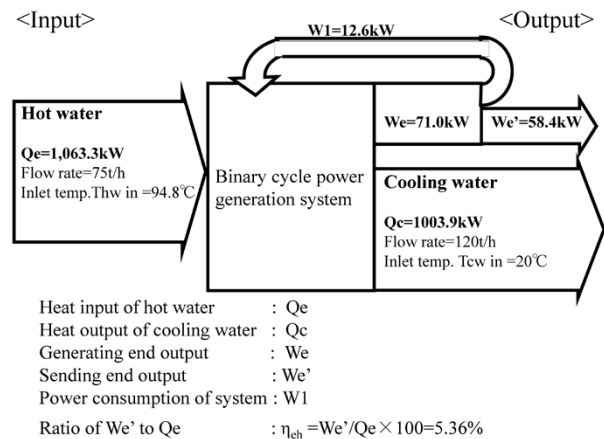 <Input>
<Output>
W1=12.6kW
Hot water
Qe=1,063.3kW
Flow rate=75t/h
Inlet temp.Thw in =94.8℃
Binary cycle power
generation system
We=71.0kW
We’=58.4kW
Cooling water
Qc=1003.9kW
Flow rate=120t/h
Inlet temp. Tcw in =20℃
Heat input of hot water : Qe
Heat output of cooling water : Qc
Generating end output : We
Sending end output : We’
Power consumption of system : W1
Ratio of We’ to Qe : ηeh =We’/Qe×100=5.36%